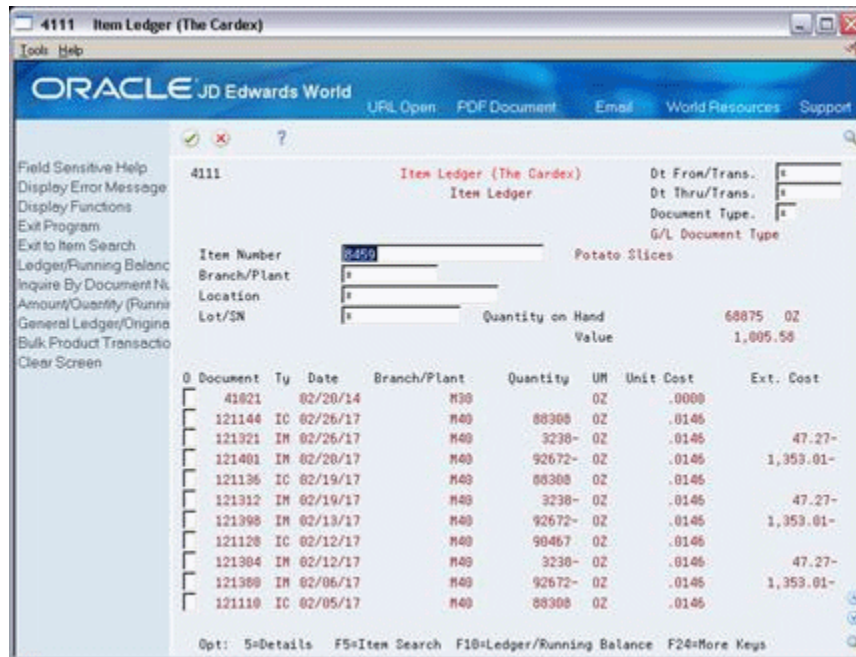 4111 Item Ledger (The Cardex)
Tools Help
ORACLE JD Edwards World
URL Open PDF Document Email World Resources Support
?
Field Sensitive Help
Display Error Message
Display Functions
Exit Program
Exit to Item Search
Ledger/Running Balanc
Inquire By Document Nu
Amount/Quantity (Runnin
General Ledger/Origina
Bulk Product Transactio
Clear Screen
4111 Item Ledger (The Cardex) Dt From/Trans. *
Item Ledger Dt Thru/Trans. *
Document Type. *
G/L Document Type
Item Number 8459 Potato Slices
Branch/Plant *
Location *
Lot/SN * Quantity on Hand 68875 OZ
Value 1,005.58
O Document Ty Date Branch/Plant Quantity UM Unit Cost Ext. Cost
41021 02/20/14 M30 OZ .0000
121144 IC 02/26/17 M40 88308 OZ .0146
121321 IM 02/26/17 M40 3238- OZ .0146 47.27-
121401 IM 02/20/17 M40 92672- OZ .0146 1,353.01-
121136 IC 02/19/17 M40 88308 OZ .0146
121312 IM 02/19/17 M40 3238- OZ .0146 47.27-
121398 IM 02/13/17 M40 92672- OZ .0146 1,353.01-
121128 IC 02/12/17 M40 90467 OZ .0146
121304 IM 02/12/17 M40 3238- OZ .0146 47.27-
121380 IM 02/06/17 M40 92672- OZ .0146 1,353.01-
121110 IC 02/05/17 M40 88308 OZ .0146
Opt: 5=Details F5=Item Search F18=Ledger/Running Balance F24=More Keys